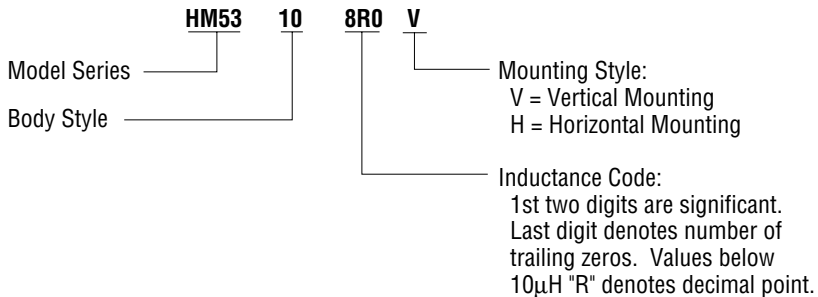 HM53 10 8R0 V
Model Series
Body Style
Mounting Style:
V = Vertical Mounting
H = Horizontal Mounting
Inductance Code:
1st two digits are significant.
Last digit denotes number of
trailing zeros. Values below
10μH "R" denotes decimal point.